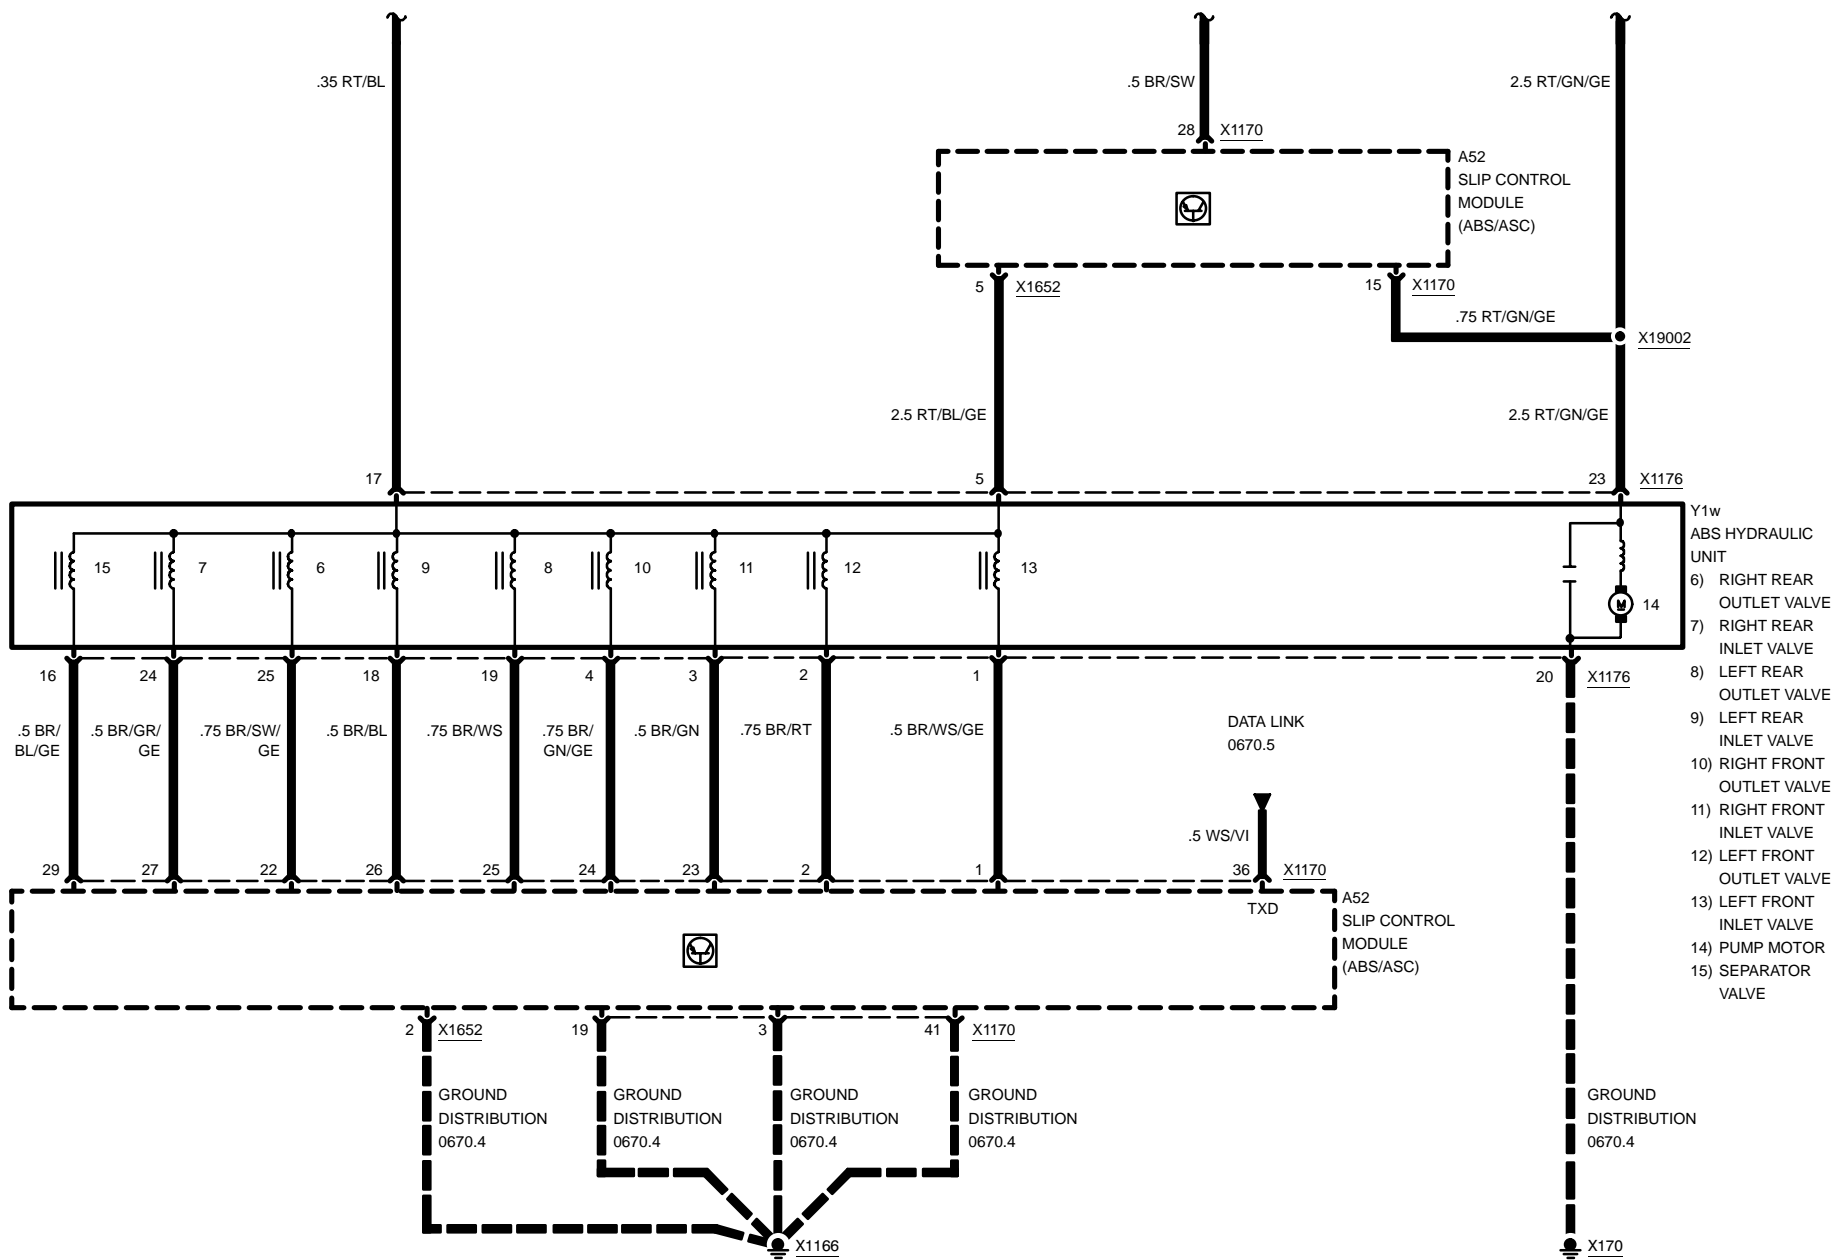 .35 RT/BL
.5 BR/SW
2.5 RT/GN/GE
28
X1170
A52
SLIP CONTROL
MODULE
(ABS/ASC)
5
X1652
15
X1170
.75 RT/GN/GE
X19002
2.5 RT/BL/GE
2.5 RT/GN/GE
17
5
23
X1176
Y1w
ABS HYDRAULIC
UNIT
6) RIGHT REAR
OUTLET VALVE
7) RIGHT REAR
INLET VALVE
8) LEFT REAR
OUTLET VALVE
9) LEFT REAR
INLET VALVE
10) RIGHT FRONT
OUTLET VALVE
11) RIGHT FRONT
INLET VALVE
12) LEFT FRONT
OUTLET VALVE
13) LEFT FRONT
INLET VALVE
14) PUMP MOTOR
15) SEPARATOR
VALVE
15
7
6
9
8
10
11
12
13
M
14
16
24
25
18
19
4
3
2
1
20
X1176
.5 BR/
BL/GE
.5 BR/GR/
GE
.75 BR/SW/
GE
.5 BR/BL
.75 BR/WS
.75 BR/
GN/GE
.5 BR/GN
.75 BR/RT
.5 BR/WS/GE
DATA LINK
0670.5
.5 WS/VI
29
27
22
26
25
24
23
2
1
36
X1170
TXD
A52
SLIP CONTROL
MODULE
(ABS/ASC)
2
X1652
19
3
41
X1170
GROUND
DISTRIBUTION
0670.4
GROUND
DISTRIBUTION
0670.4
GROUND
DISTRIBUTION
0670.4
GROUND
DISTRIBUTION
0670.4
GROUND
DISTRIBUTION
0670.4
X1166
X170